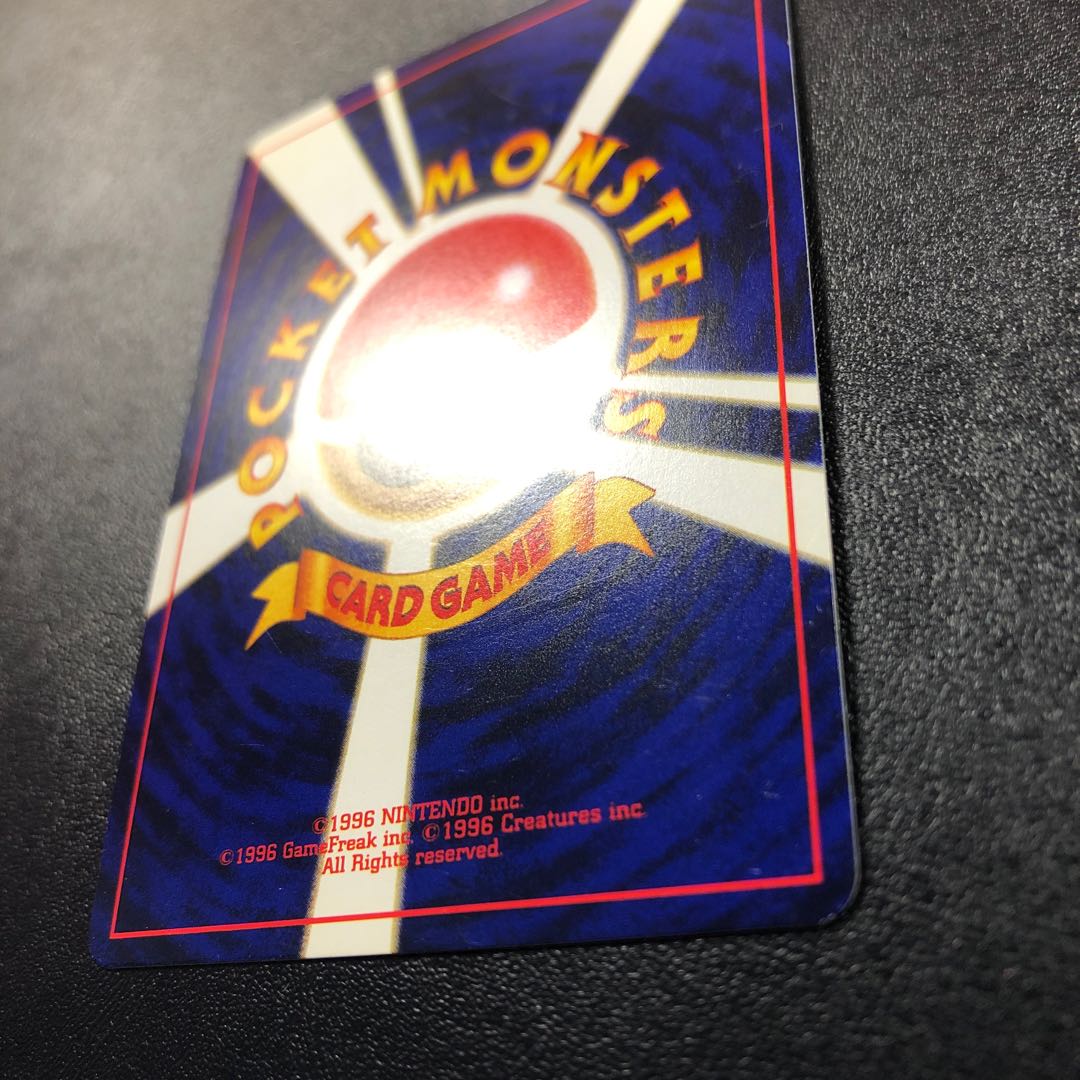 POCKET MONSTERS
CARD GAME
©1996 NINTENDO inc.
©1996 GameFreak inc. ©1996 Creatures inc.
All Rights reserved.